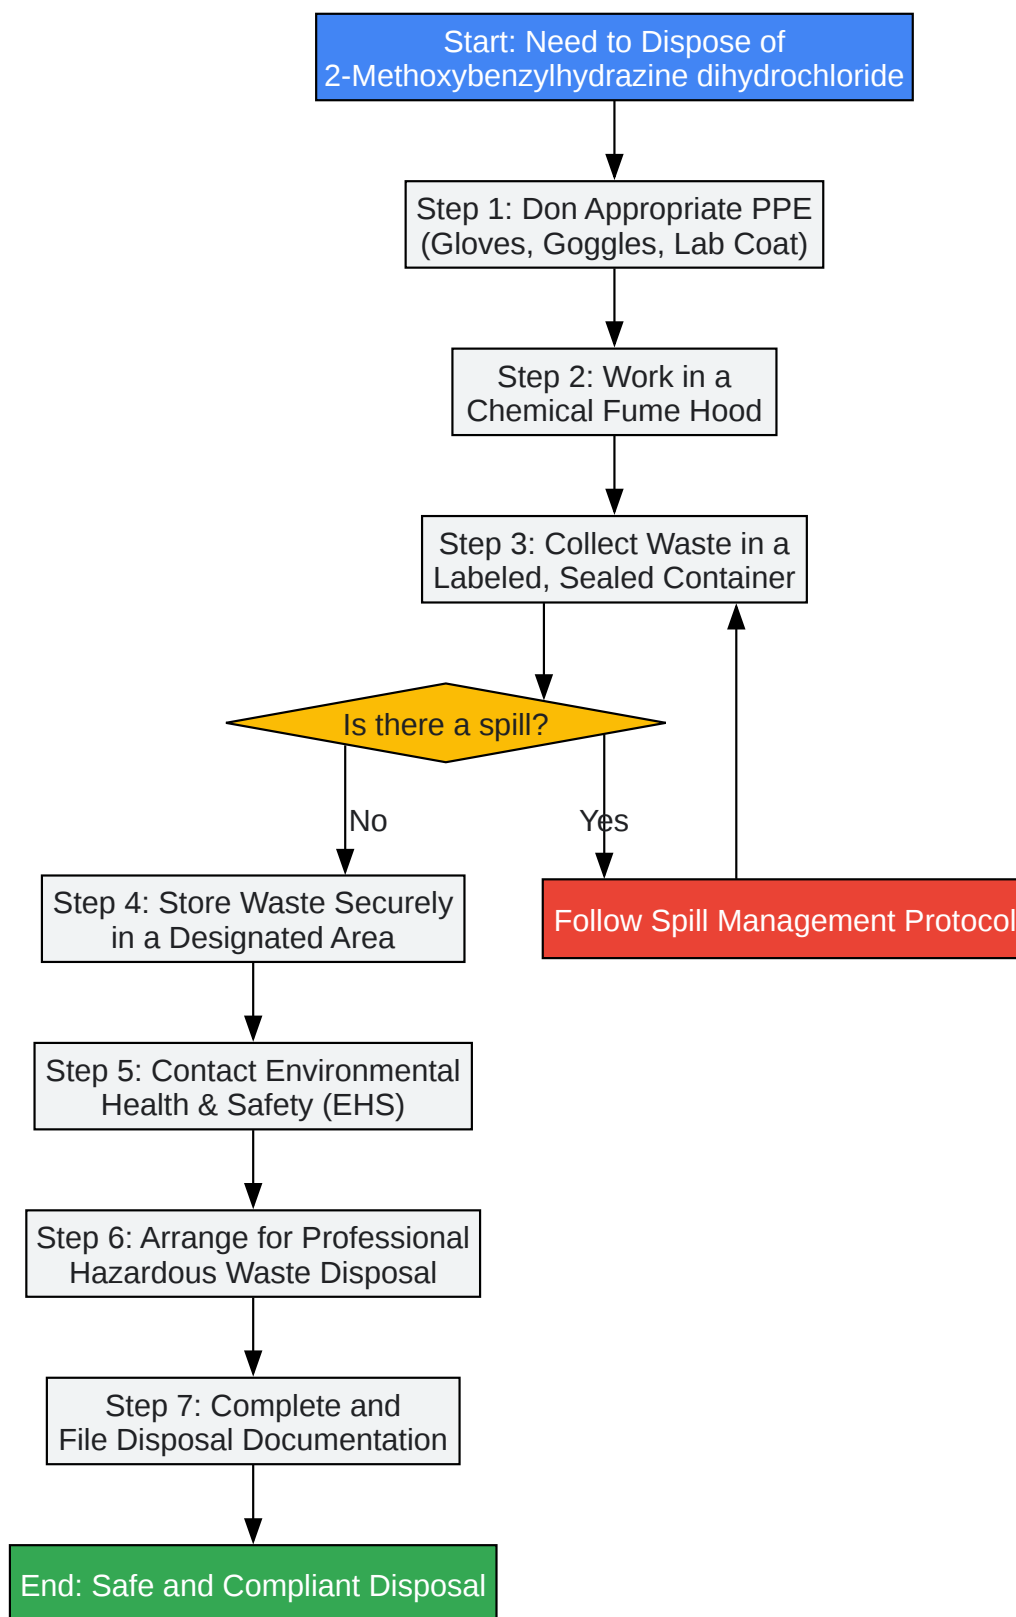 Start: Need to Dispose of
2-Methoxybenzylhydrazine dihydrochloride
Step 1: Don Appropriate PPE
(Gloves, Goggles, Lab Coat)
Step 2: Work in a
Chemical Fume Hood
Step 3: Collect Waste in a
Labeled, Sealed Container
Is there a spill?
No
Yes
Step 4: Store Waste Securely
in a Designated Area
Follow Spill Management Protocol
Step 5: Contact Environmental
Health & Safety (EHS)
Step 6: Arrange for Professional
Hazardous Waste Disposal
Step 7: Complete and
File Disposal Documentation
End: Safe and Compliant Disposal